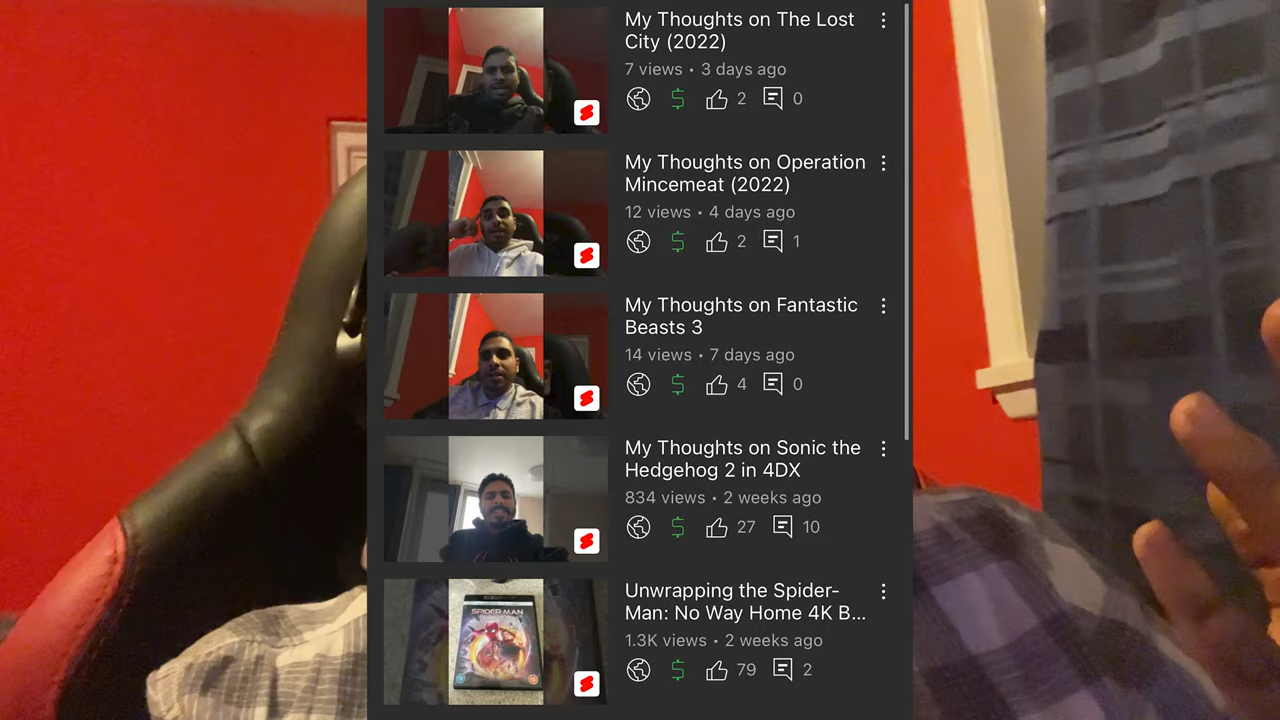 My Thoughts on The Lost
City (2022)
7 views • 3 days ago
2 0
My Thoughts on Operation
Mincemeat (2022)
12 views • 4 days ago
2 1
My Thoughts on Fantastic
Beasts 3
14 views • 7 days ago
4 0
My Thoughts on Sonic the
Hedgehog 2 in 4DX
834 views • 2 weeks ago
27 10
SPIDER-MAN
Unwrapping the Spider-
Man: No Way Home 4K B...
1.3K views • 2 weeks ago
79 2